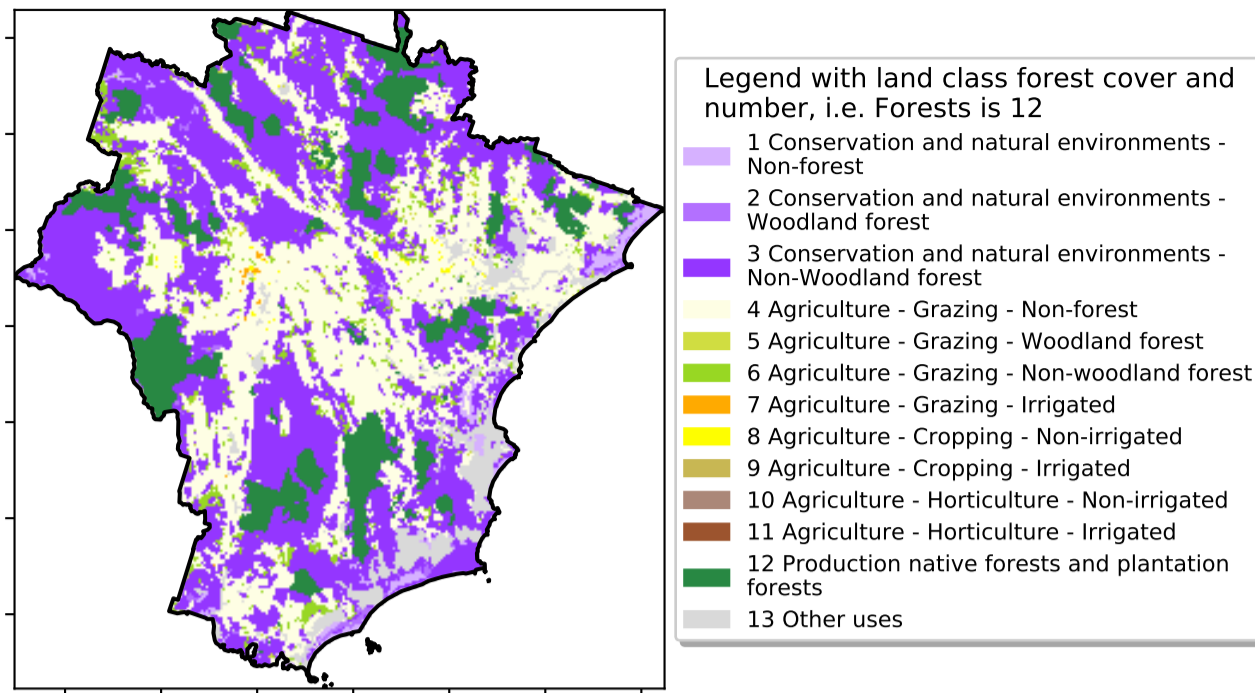 Legend with land class forest cover and
number, i.e. Forests is 12
1 Conservation and natural environments -
Non-forest
2 Conservation and natural environments -
Woodland forest
3 Conservation and natural environments -
Non-Woodland forest
4 Agriculture - Grazing - Non-forest
5 Agriculture - Grazing - Woodland forest
6 Agriculture - Grazing - Non-woodland forest
7 Agriculture - Grazing - Irrigated
8 Agriculture - Cropping - Non-irrigated
9 Agriculture - Cropping - Irrigated
10 Agriculture - Horticulture - Non-irrigated
11 Agriculture - Horticulture - Irrigated
12 Production native forests and plantation
forests
13 Other uses